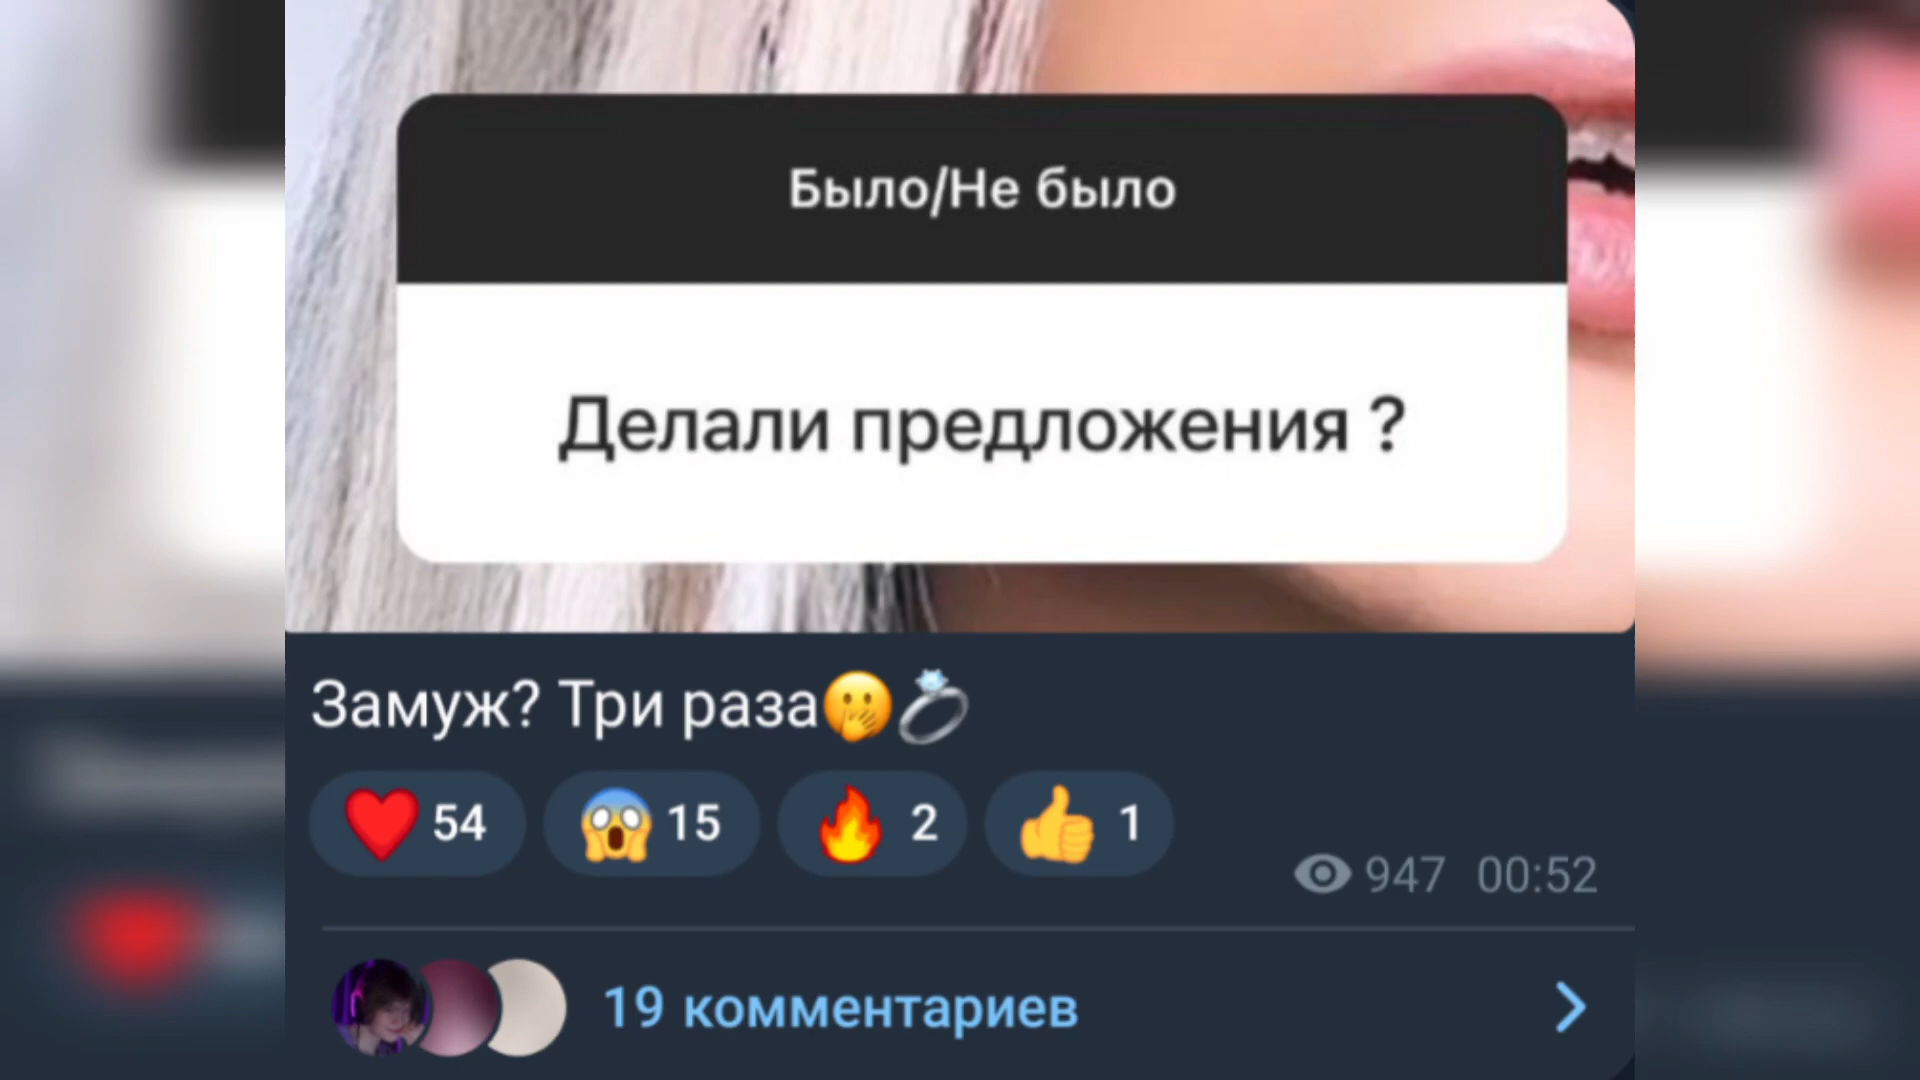 Было/Не было
Делали предложения ?
Замуж? Три раза🫢💍
❤️ 54 😱 15 🔥 2 👍 1
947 00:52
19 комментариев